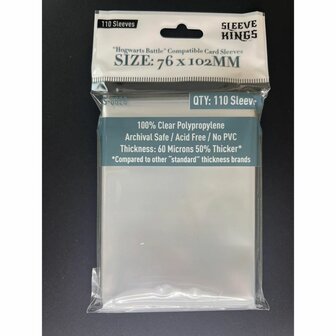 110 Sleeves
SLEEVE
KINGS
"Hogwarts Battle" Compatible Card Sleeves
SIZE: 76 x 102MM
QTY: 110 Sleeve
100% Clear Polypropylene
Archival Safe / Acid Free / No PVC
Thickness: 60 Microns 50% Thicker*
*Compared to other "standard" thickness brands